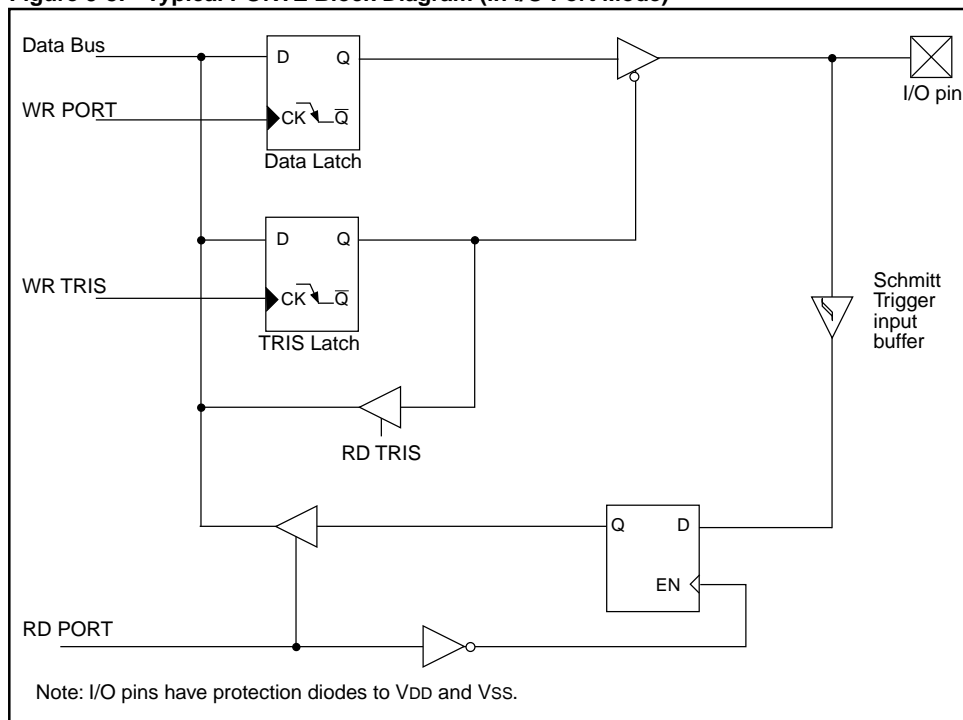 Data Bus
D Q
I/O pin
WR PORT
CK Q̅
Data Latch
D Q
WR TRIS
CK Q̅
TRIS Latch
Schmitt
Trigger
input
buffer
RD TRIS
Q D
EN
RD PORT
Note: I/O pins have protection diodes to VDD and VSS.